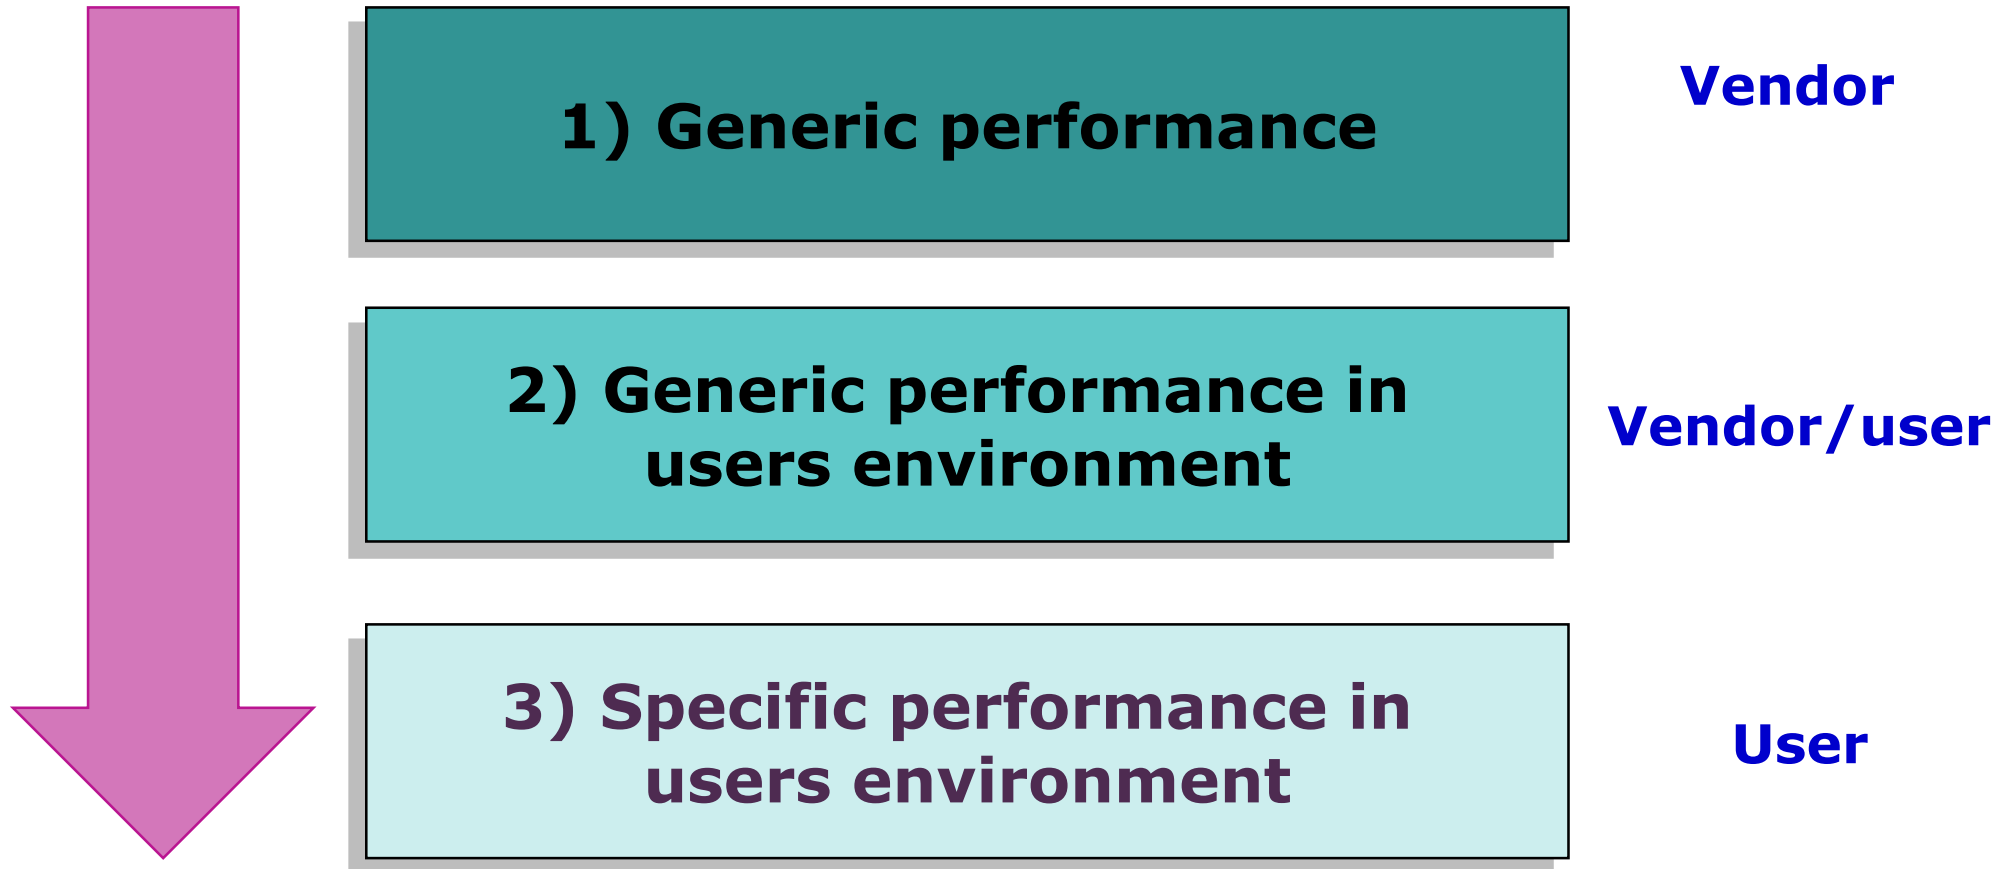 1) Generic performance
Vendor
2) Generic performance in
users environment
Vendor/user
3) Specific performance in
users environment
User